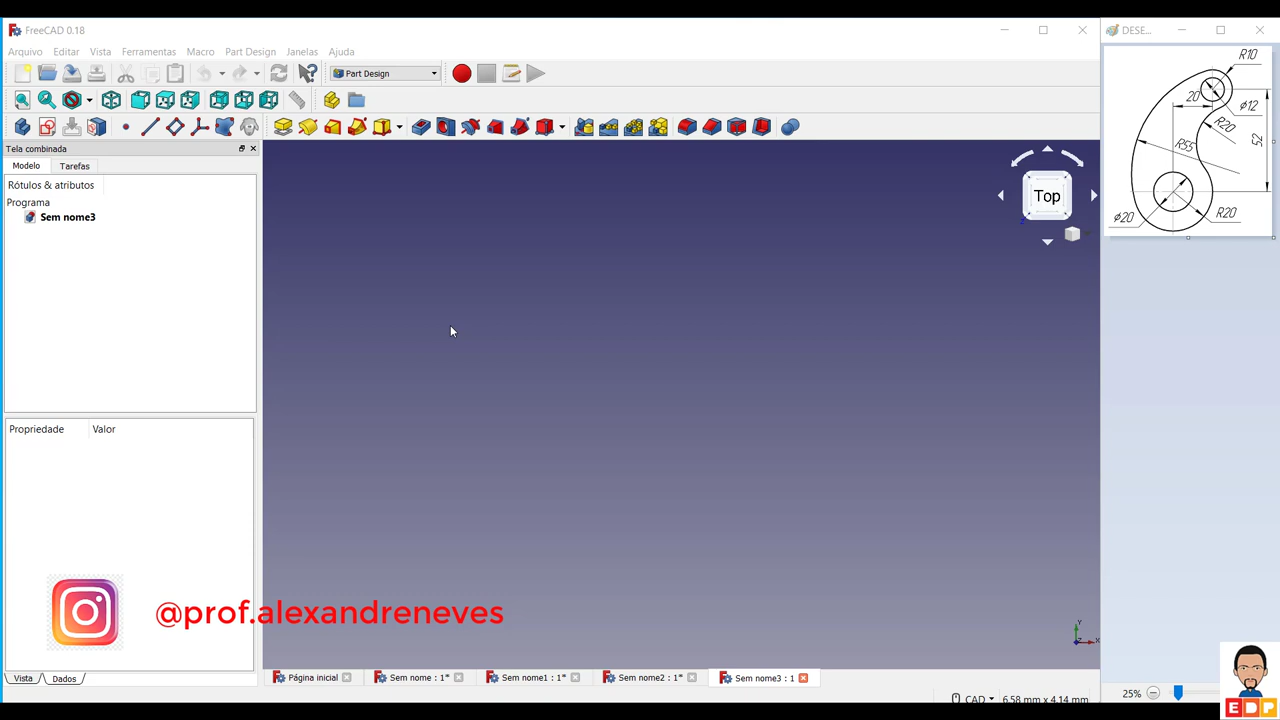 FreeCAD 0.18
Arquivo Editar Vista Ferramentas Macro Part Design Janelas Ajuda
Part Design
Tela combinada
Modelo Tarefas
Rótulos & atributos
Programa
Sem nome3
Propriedade Valor
@prof.alexandreneves
Vista Dados
Top
Página inicial Sem nome : 1* Sem nome1 : 1* Sem nome2 : 1* Sem nome3 : 1
CAD 6.58 mm x 4.14 mm
DESE...
R10
20
ø12
R20
52
R55
ø20
R20
25%
EDP
Y
X
Z